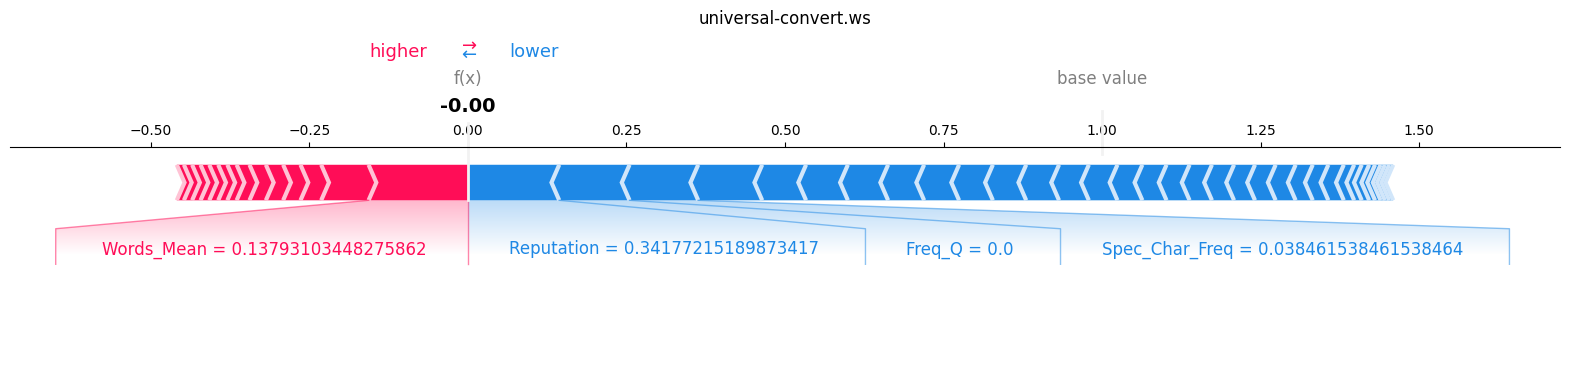 universal-convert.ws
higher ⇄ lower
f(x) base value
-0.00
−0.50 −0.25 0.00 0.25 0.50 0.75 1.00 1.25 1.50
Words_Mean = 0.13793103448275862 Reputation = 0.34177215189873417 Freq_Q = 0.0 Spec_Char_Freq = 0.038461538461538464